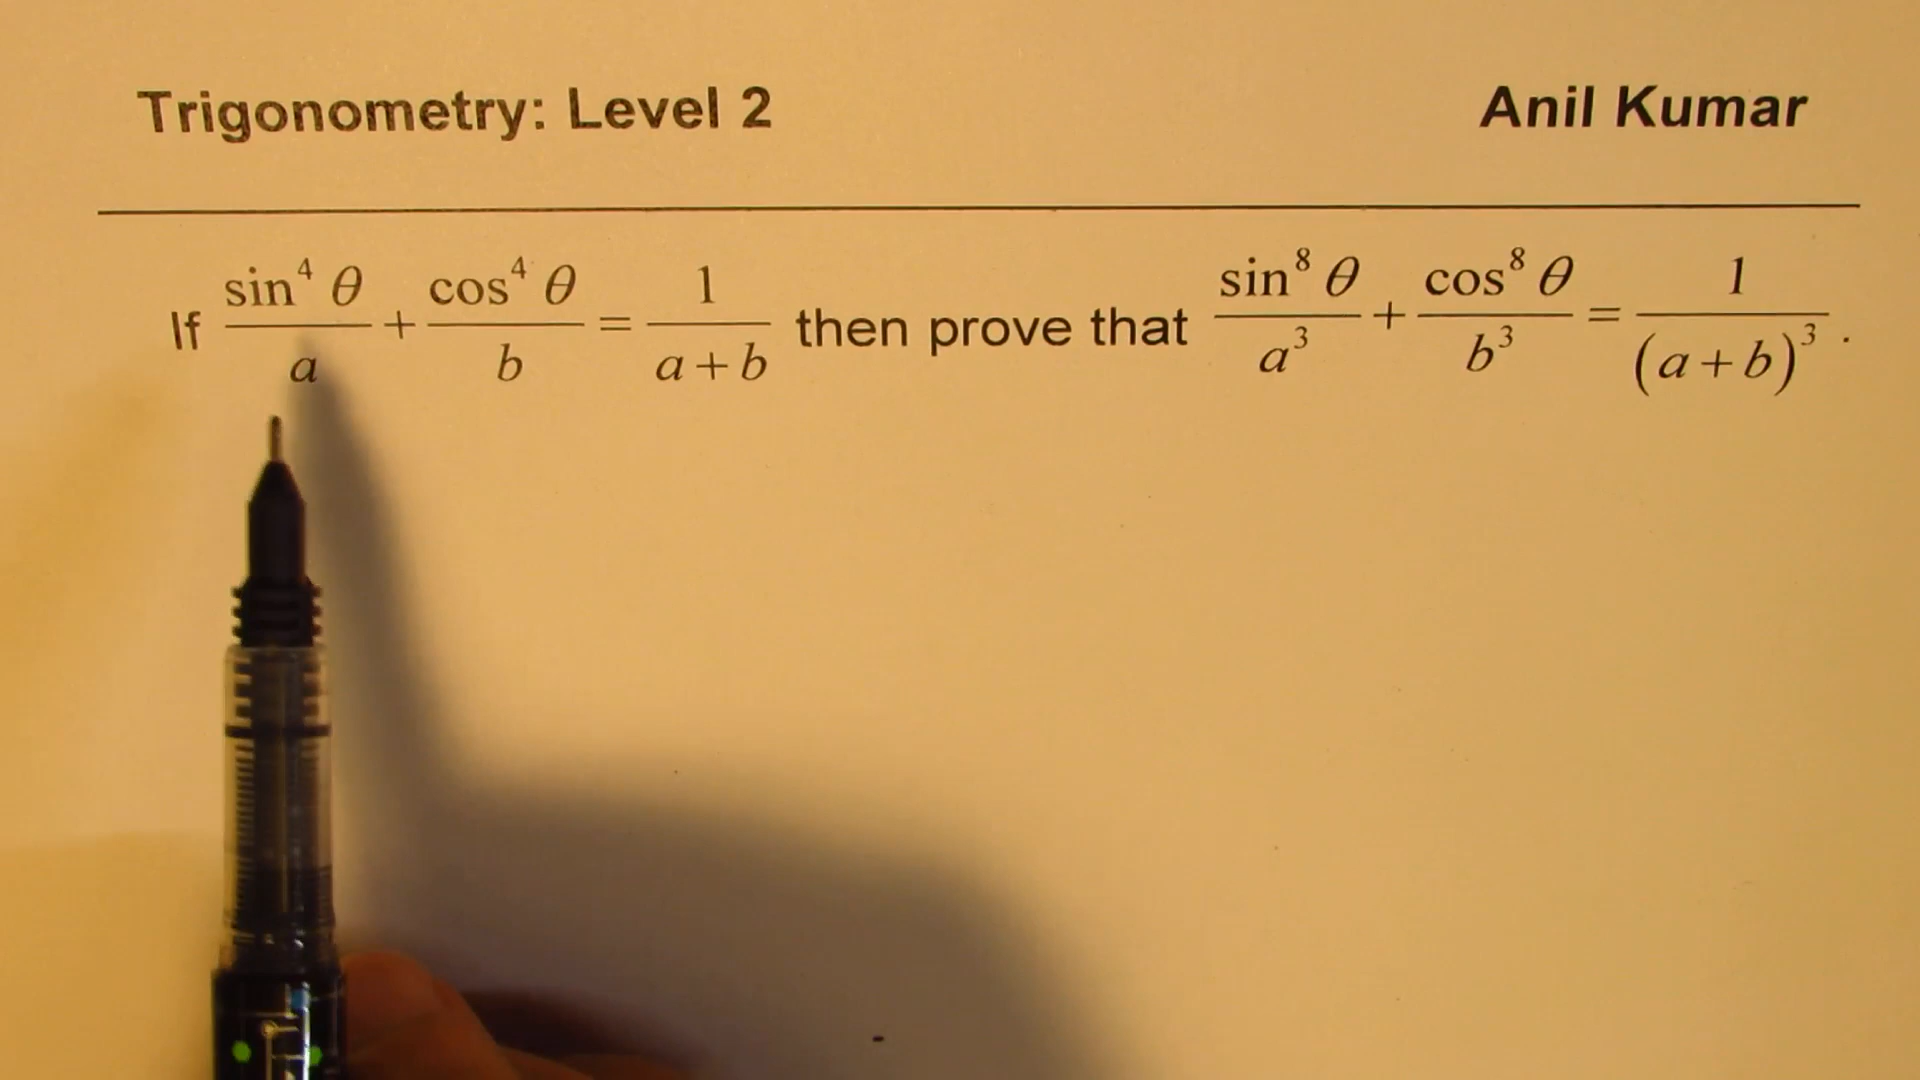 Trigonometry: Level 2 Anil Kumar
If sin⁴ θ / a + cos⁴ θ / b = 1 / (a + b) then prove that sin⁸ θ / a³ + cos⁸ θ / b³ = 1 / (a + b)³ .